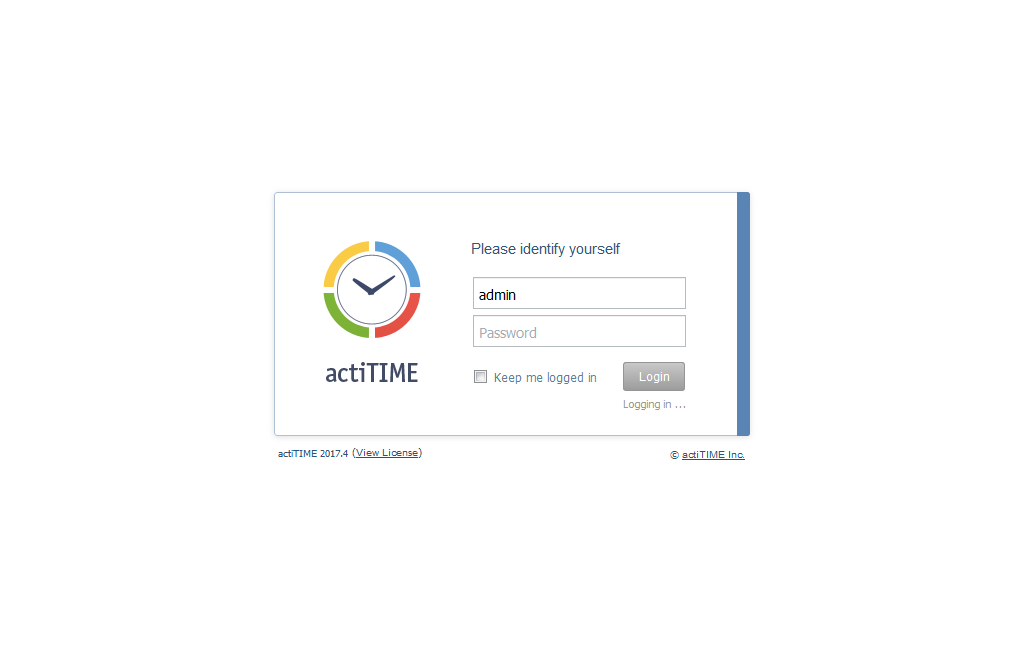 Please identify yourself
admin
Password
actiTIME
Keep me logged in
Login
Logging in ...
actiTIME 2017.4 (View License)
© actiTIME Inc.